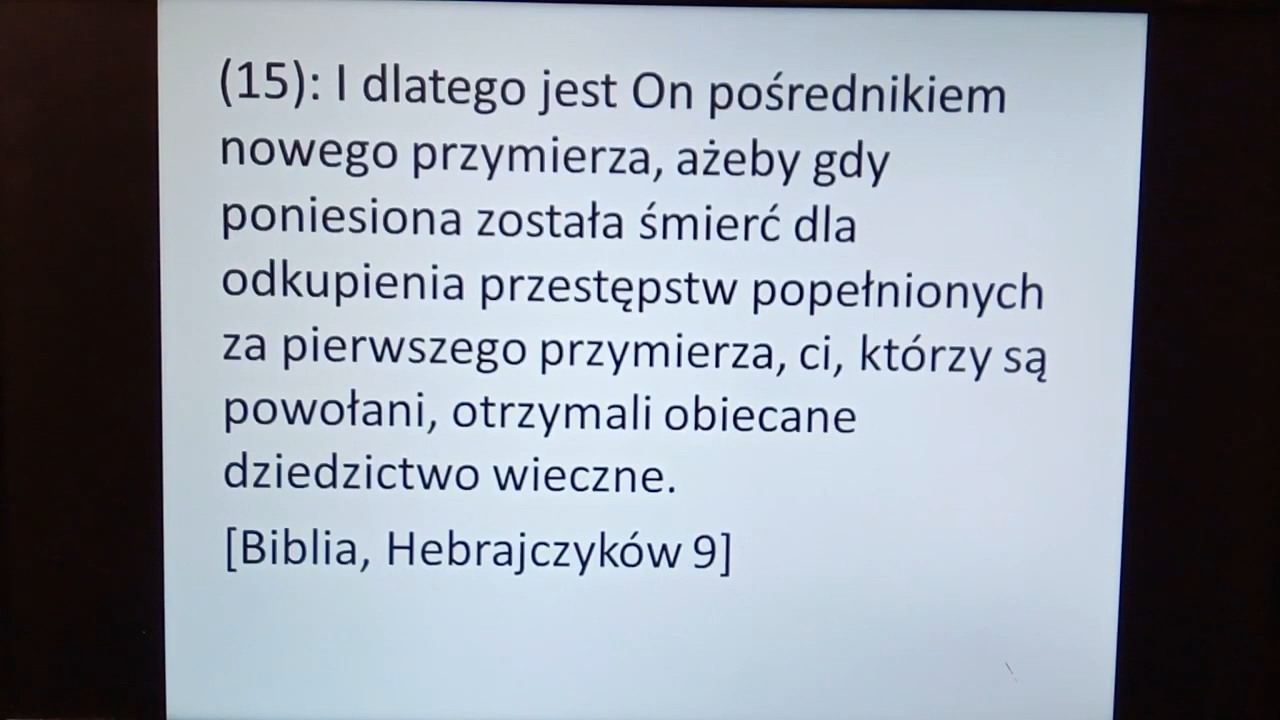 (15): I dlatego jest On pośrednikiem
nowego przymierza, ażeby gdy
poniesiona została śmierć dla
odkupienia przestępstw popełnionych
za pierwszego przymierza, ci, którzy są
powołani, otrzymali obiecane
dziedzictwo wieczne.
[Biblia, Hebrajczyków 9]